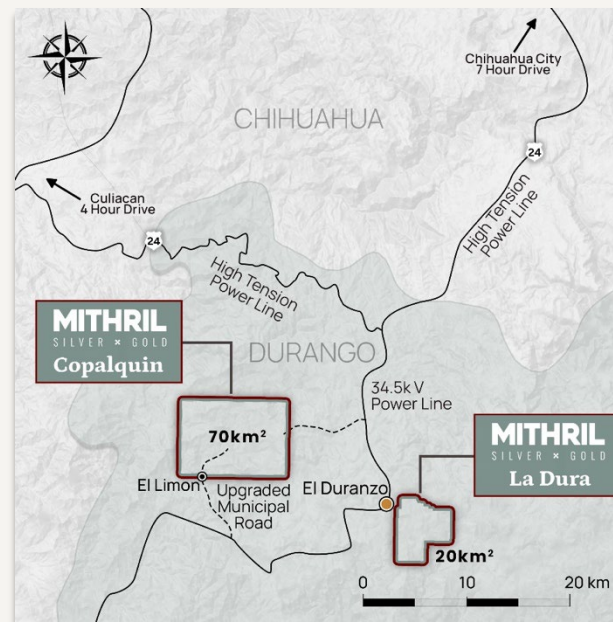 Chihuahua City
7 Hour Drive
CHIHUAHUA
24
Culiacan
4 Hour Drive
High Tension
Power Line
24
High Tension
Power Line
MITHRIL
SILVER × GOLD
Copalquin
DURANGO
34.5k V
Power Line
70km²
MITHRIL
SILVER × GOLD
La Dura
El Limon
Upgraded
Municipal
Road
El Duranzo
20km²
0 10 20 km